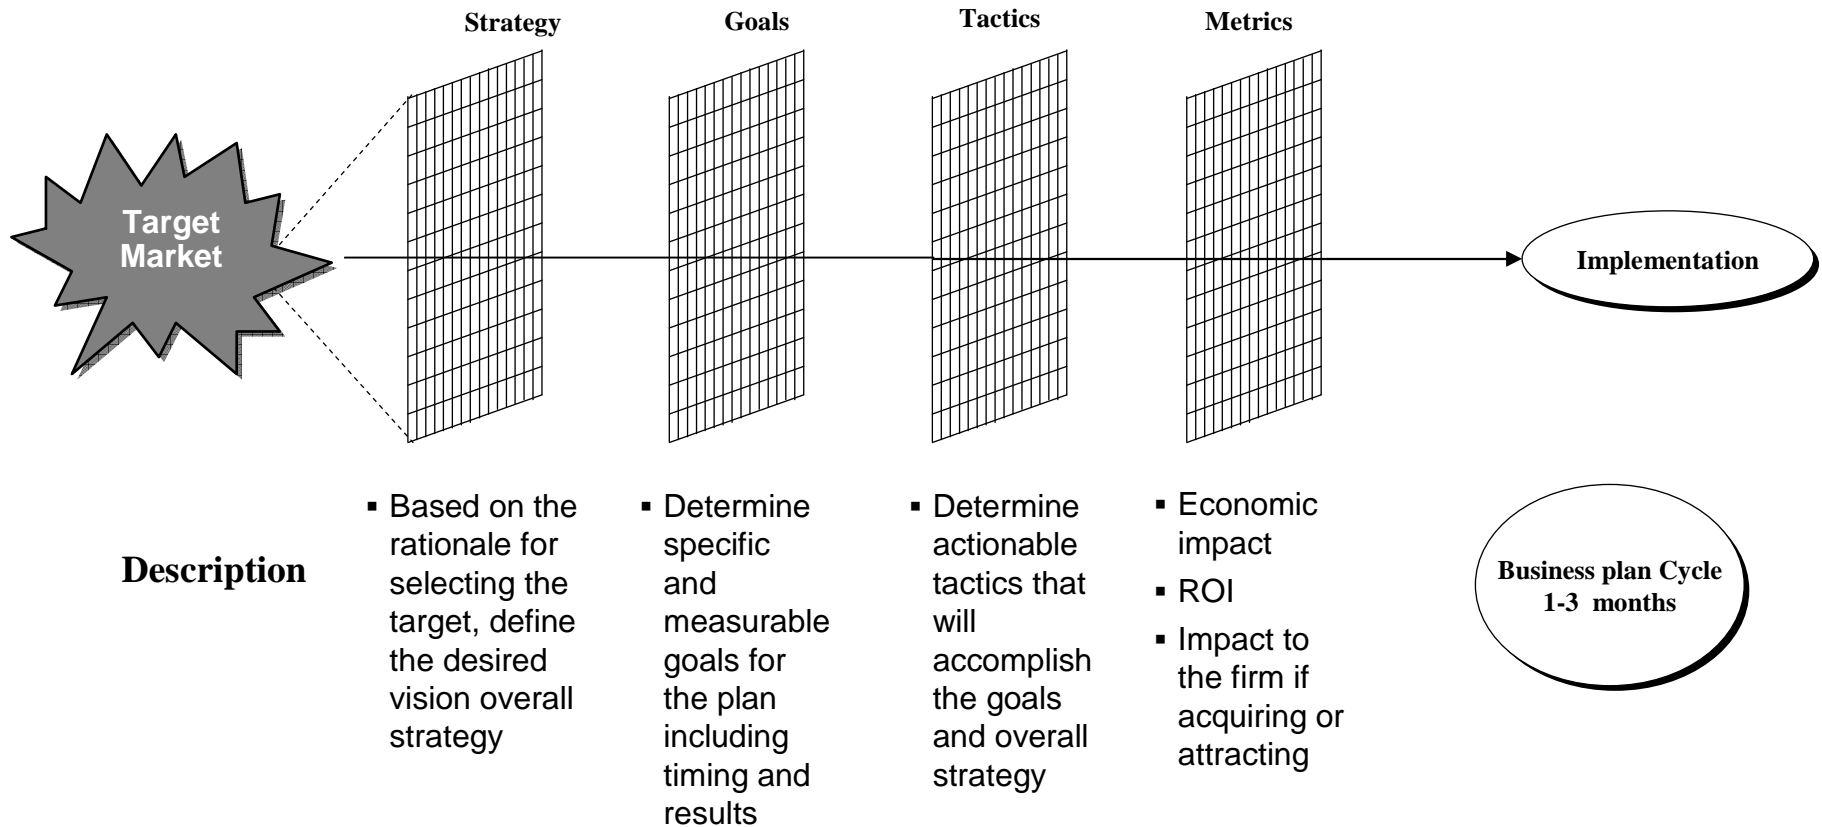 Strategy
Goals
Tactics
Metrics
Target
Market
Implementation
Description
▪ Based on the
rationale for
selecting the
target, define
the desired
vision overall
strategy
▪ Determine
specific
and
measurable
goals for
the plan
including
timing and
results
▪ Determine
actionable
tactics that
will
accomplish
the goals
and overall
strategy
▪ Economic
impact
▪ ROI
▪ Impact to
the firm if
acquiring or
attracting
Business plan Cycle
1-3 months